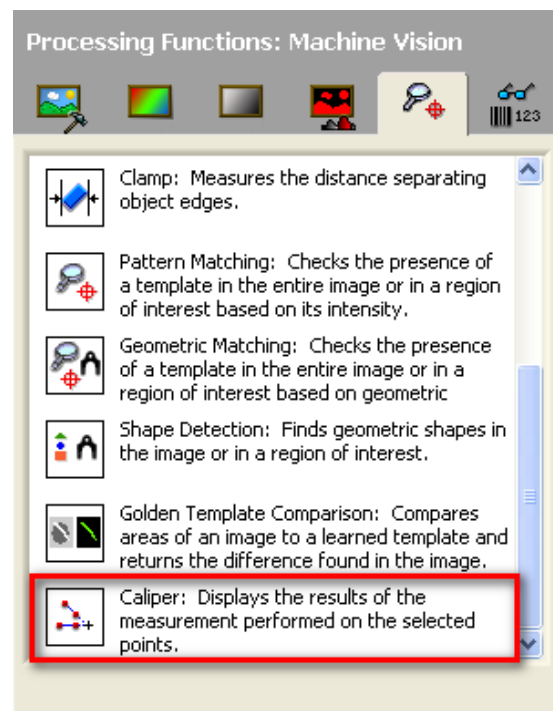 Processing Functions: Machine Vision
123
Clamp: Measures the distance separating
object edges.
Pattern Matching: Checks the presence of
a template in the entire image or in a region
of interest based on its intensity.
Geometric Matching: Checks the presence
of a template in the entire image or in a
region of interest based on geometric
Shape Detection: Finds geometric shapes in
the image or in a region of interest.
Golden Template Comparison: Compares
areas of an image to a learned template and
returns the difference found in the image.
Caliper: Displays the results of the
measurement performed on the selected
points.